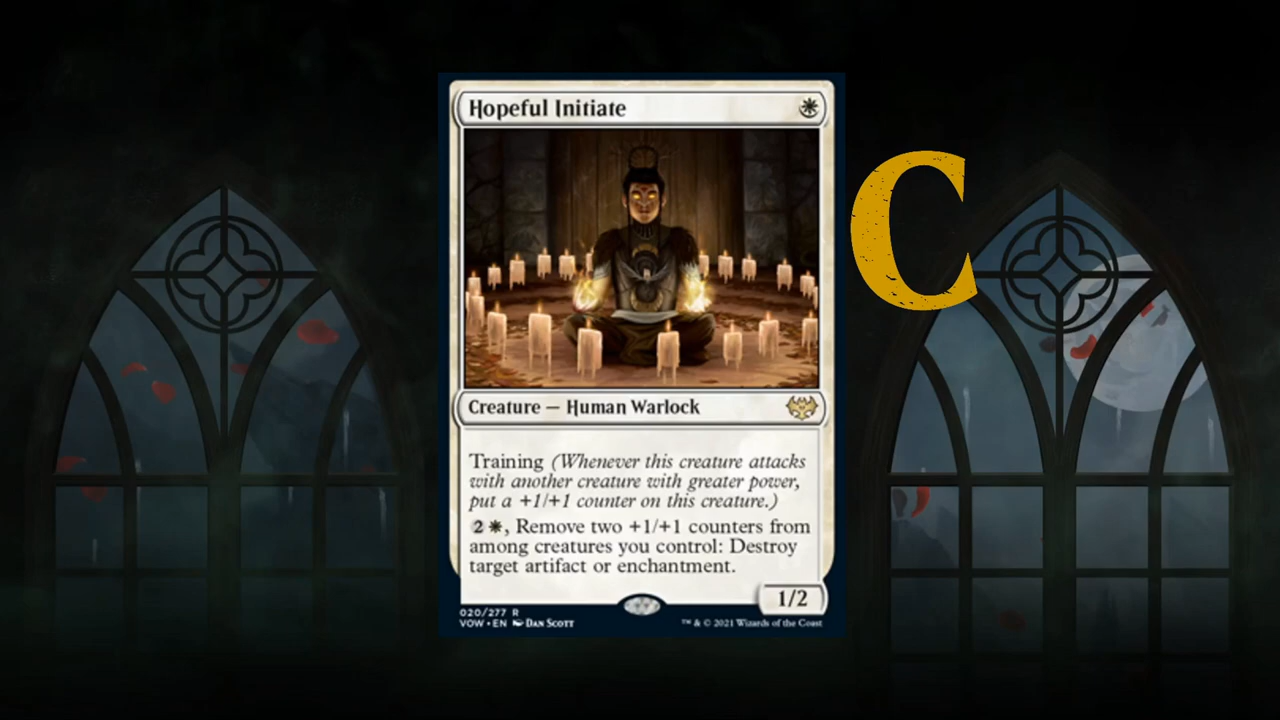 Hopeful Initiate
C
Creature — Human Warlock
Training (Whenever this creature attacks
with another creature with greater power,
put a +1/+1 counter on this creature.)
2, Remove two +1/+1 counters from
among creatures you control: Destroy
target artifact or enchantment.
1/2
020/277 R
VOW • EN Dan Scott
™ & © 2021 Wizards of the Coast